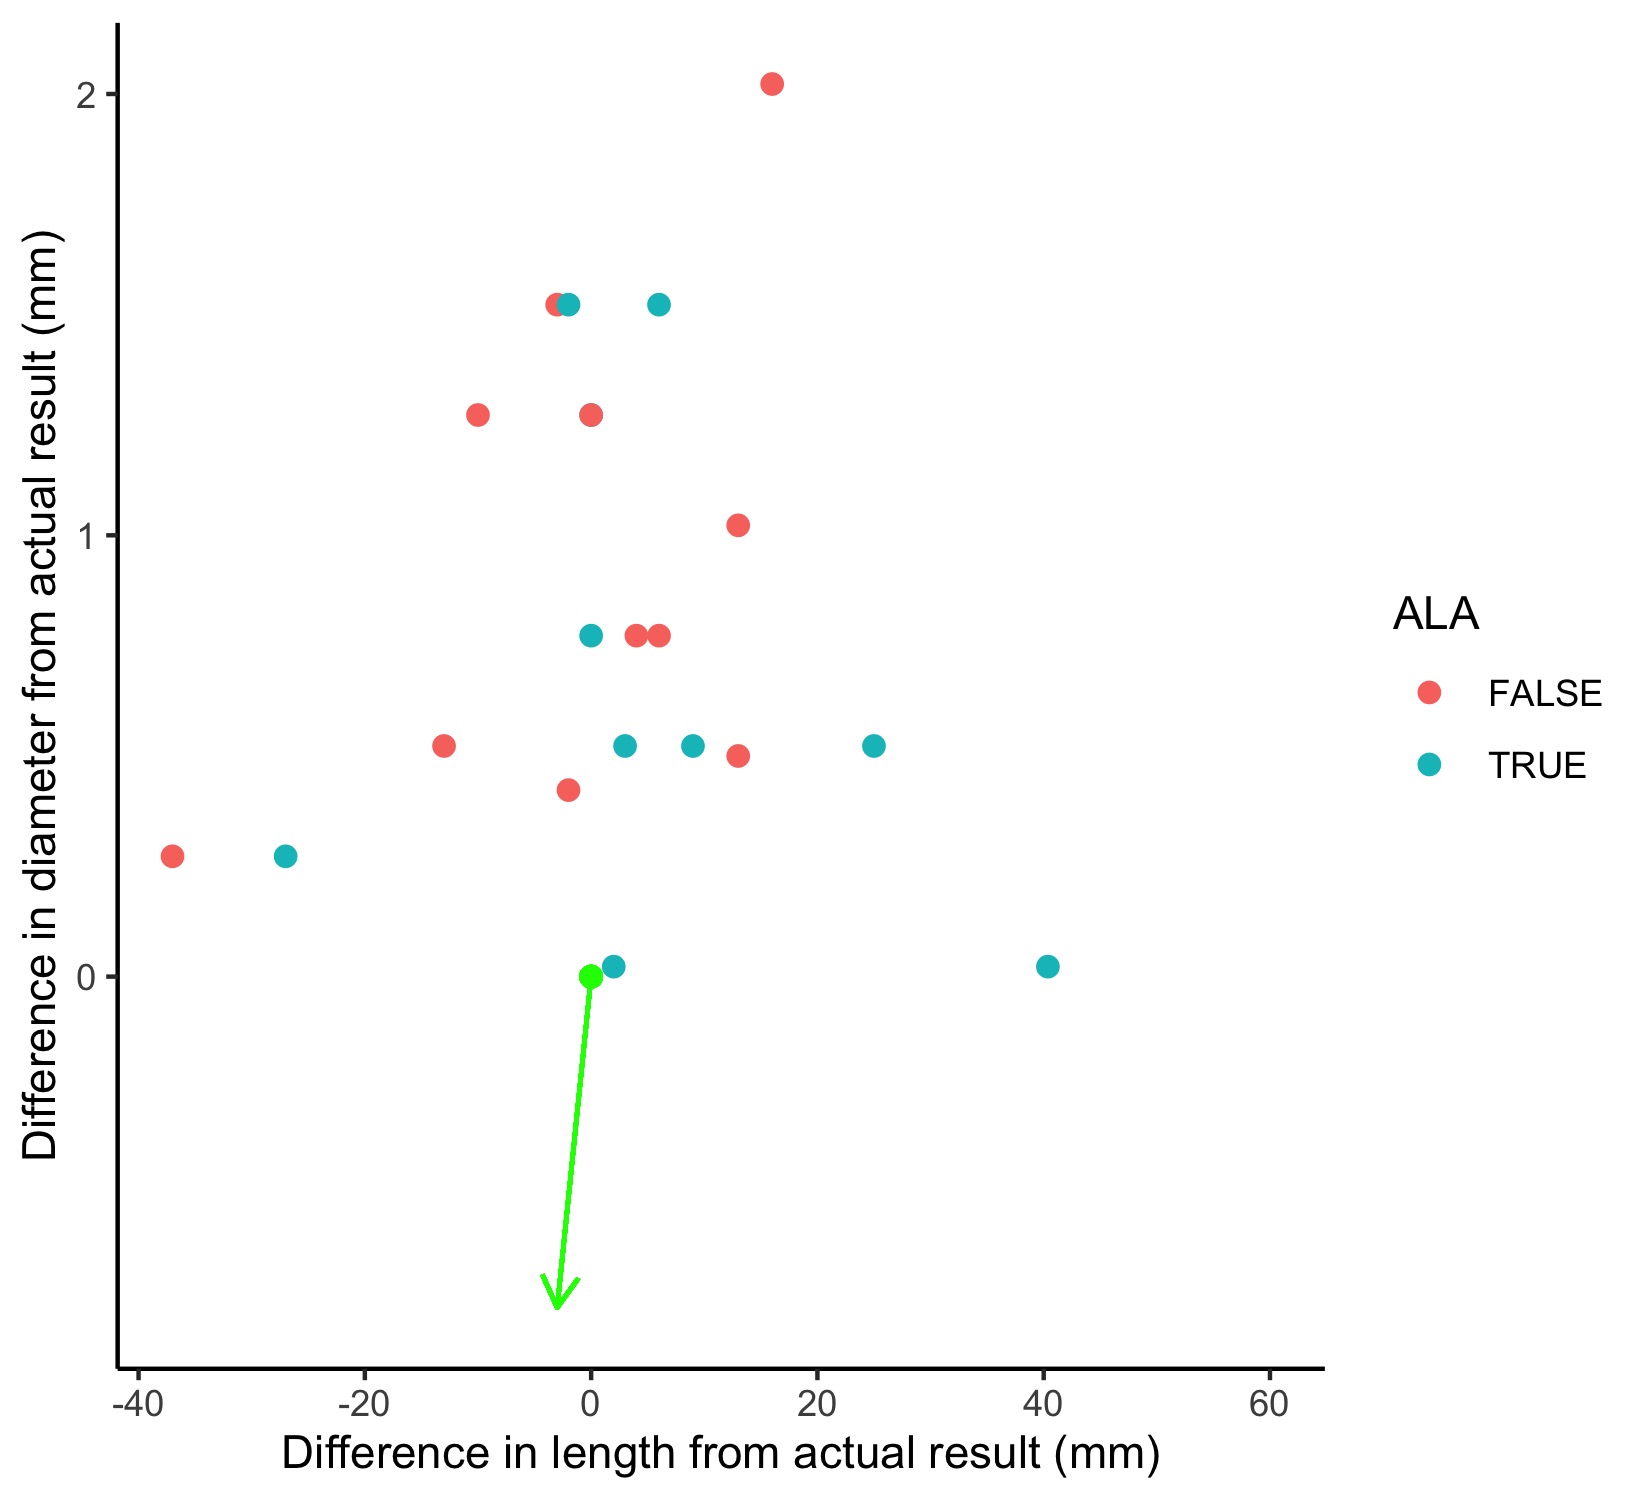 Difference in diameter from actual result (mm)
2
1
0
-40
-20
0
20
40
60
Difference in length from actual result (mm)
ALA
FALSE
TRUE